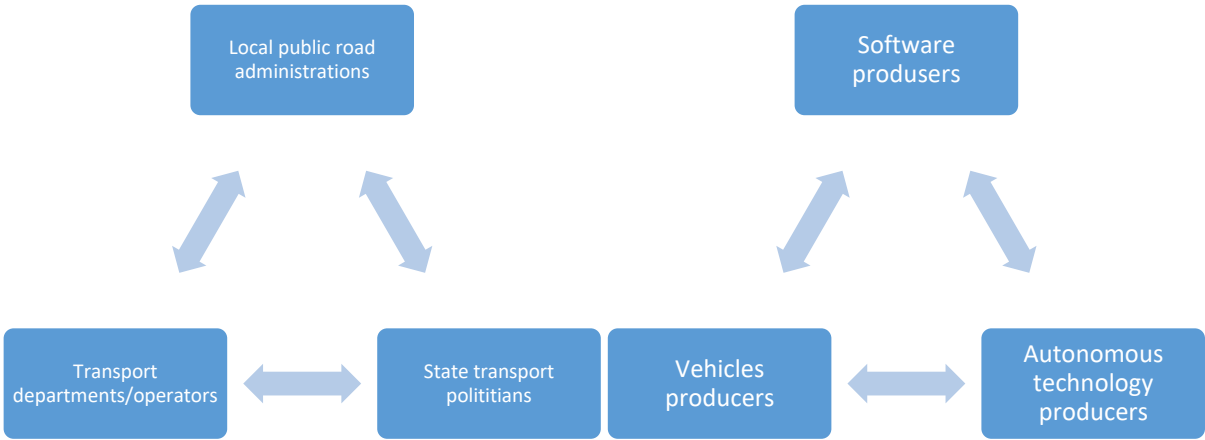 Local public road
administrations
Software
produsers
Transport
departments/operators
State transport
polititians
Vehicles
producers
Autonomous
technology
producers